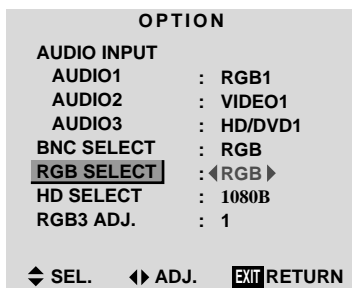 OPTION
AUDIO INPUT
AUDIO1 : RGB1
AUDIO2 : VIDEO1
AUDIO3 : HD/DVD1
BNC SELECT : RGB
RGB SELECT : ◀RGB▶
HD SELECT : 1080B
RGB3 ADJ. : 1
SEL. ADJ. EXIT RETURN